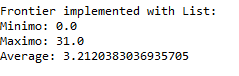 Frontier implemented with List:
Minimo: 0.0
Maximo: 31.0
Average: 3.2120383036935705